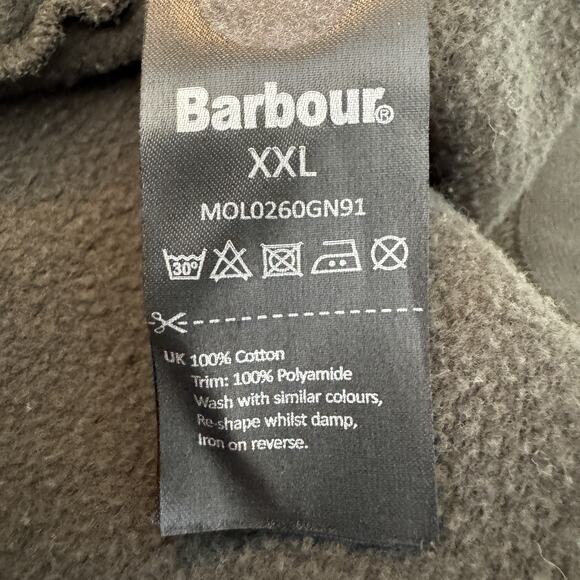 Barbour®
XXL
MOL0260GN91
30°
UK 100% Cotton
Trim: 100% Polyamide
Wash with similar colours,
Re-shape whilst damp,
Iron on reverse.